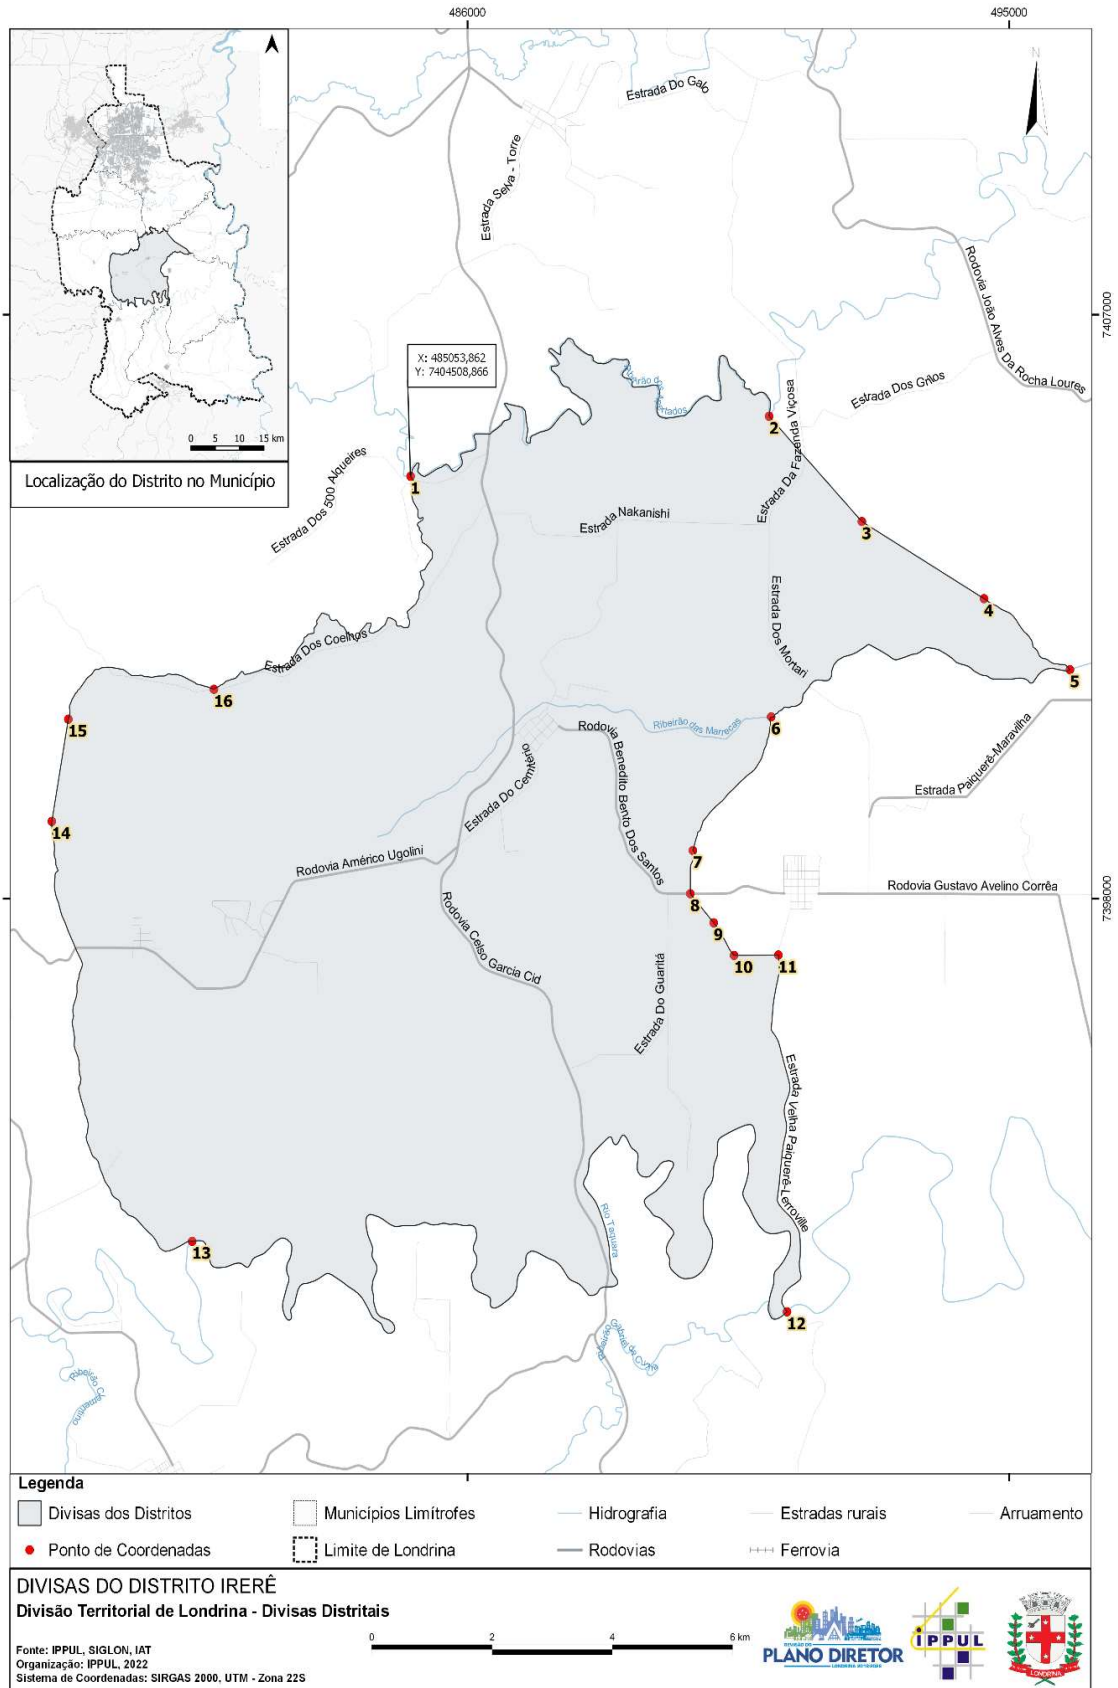 486000
495000
N
Estrada Do Galo
Estrada Selva - Torre
Rodovia João Alves Da Rocha Loures
7407000
X: 485053,862
Y: 7404508,866
Estrada Dos Grilos
Estrada Da Fazenda Viçosa
0 5 10 15 km
Localização do Distrito no Município
Estrada Dos 500 Alqueires
1
2
Estrada Nakanishi
3
4
Estrada Dos Mortari
Estrada Dos Coelhos
5
16
15
6
Ribeirão das Marrecas
Rodovia Benedito Bento Dos Santos
Estrada Do Cemitério
Estrada Paiquerê-Maravilha
14
7
Rodovia Américo Ugolini
8
Rodovia Gustavo Avelino Corrêa
7398000
Rodovia Celso Garcia Cid
9
10
11
Estrada Do Guaritá
Estrada Velha Paiquerê-Lerroville
Rio Taquara
13
12
Legenda
Divisas dos Distritos
Municípios Limítrofes
Hidrografia
Estradas rurais
Arruamento
Ponto de Coordenadas
Limite de Londrina
Rodovias
Ferrovia
DIVISAS DO DISTRITO IRERÊ
Divisão Territorial de Londrina - Divisas Distritais
Fonte: IPPUL, SIGLON, IAT
Organização: IPPUL, 2022
Sistema de Coordenadas: SIRGAS 2000, UTM - Zona 22S
0 2 4 6 km
PLANO DIRETOR
IPPUL
LONDRINA